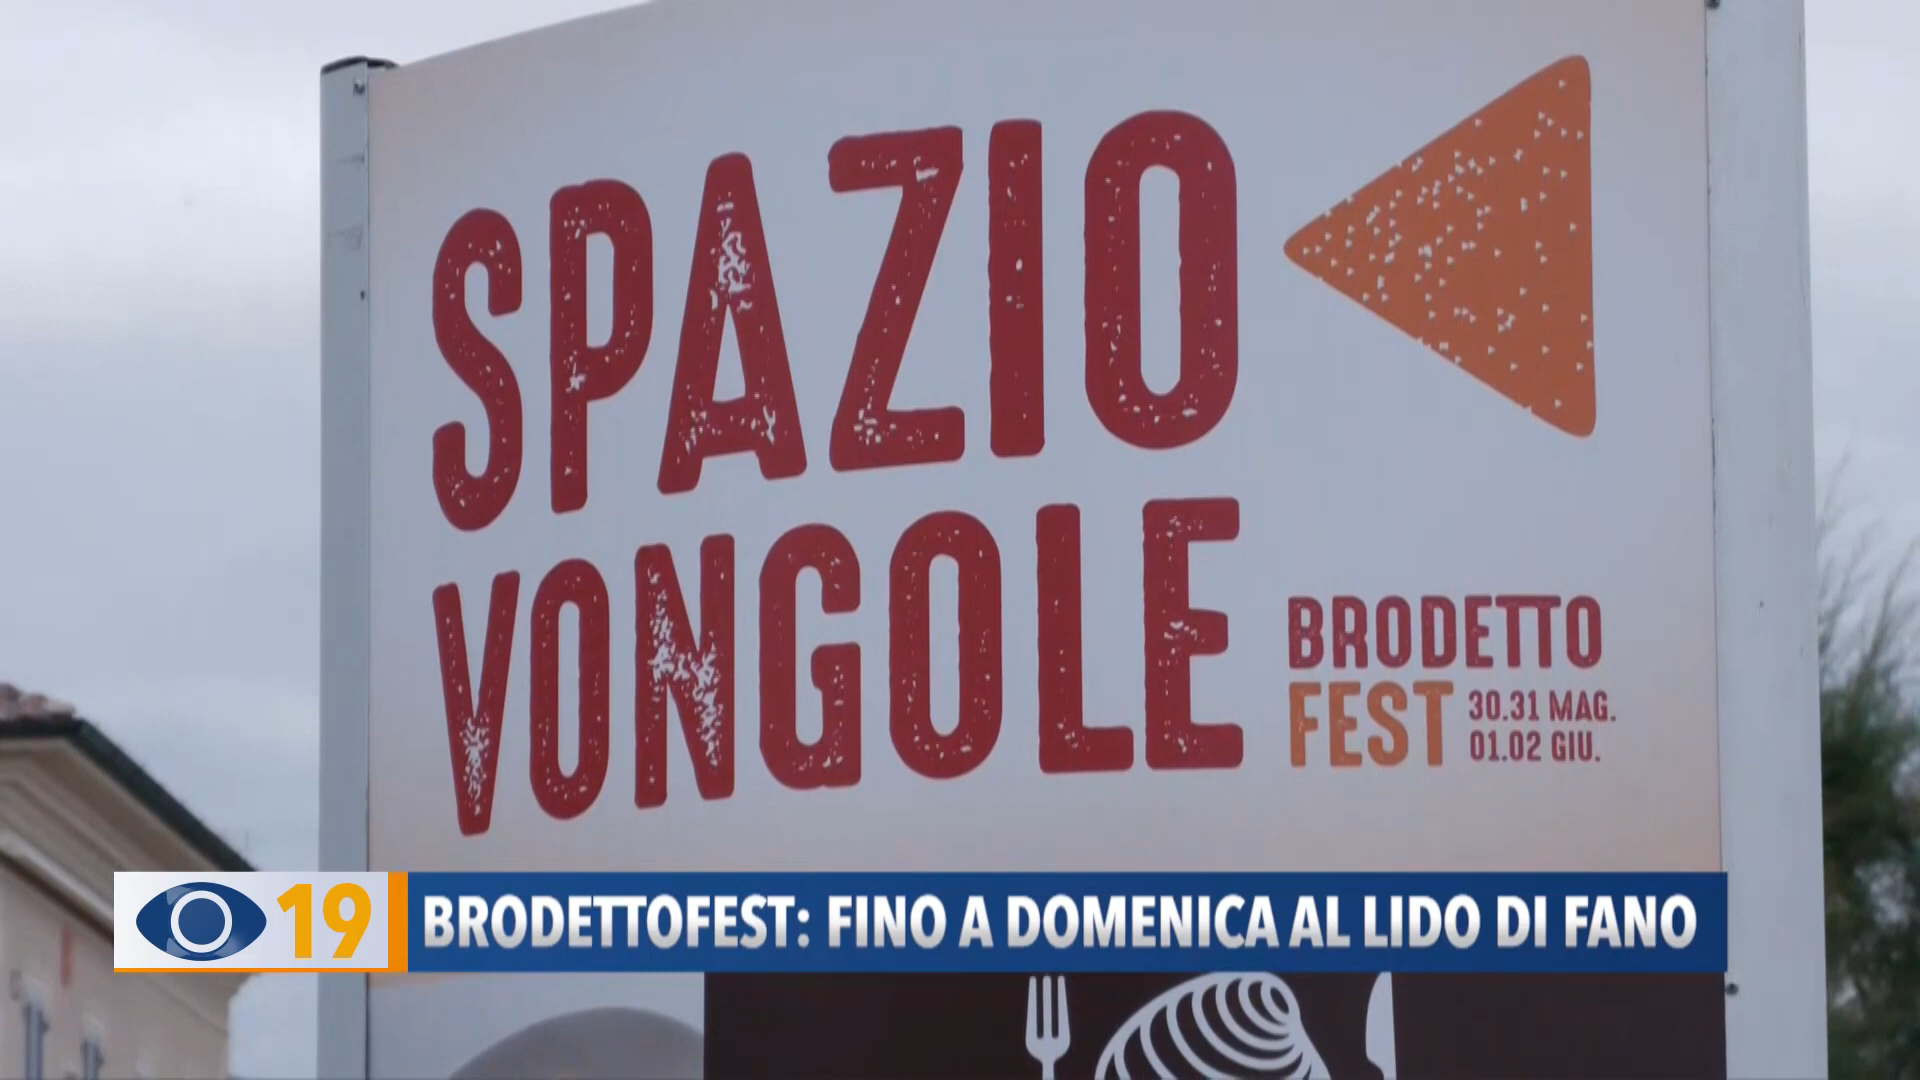 SPAZIO
VONGOLE
BRODETTO
FEST 30.31 MAG.
01.02 GIU.
19 BRODETTOFEST: FINO A DOMENICA AL LIDO DI FANO